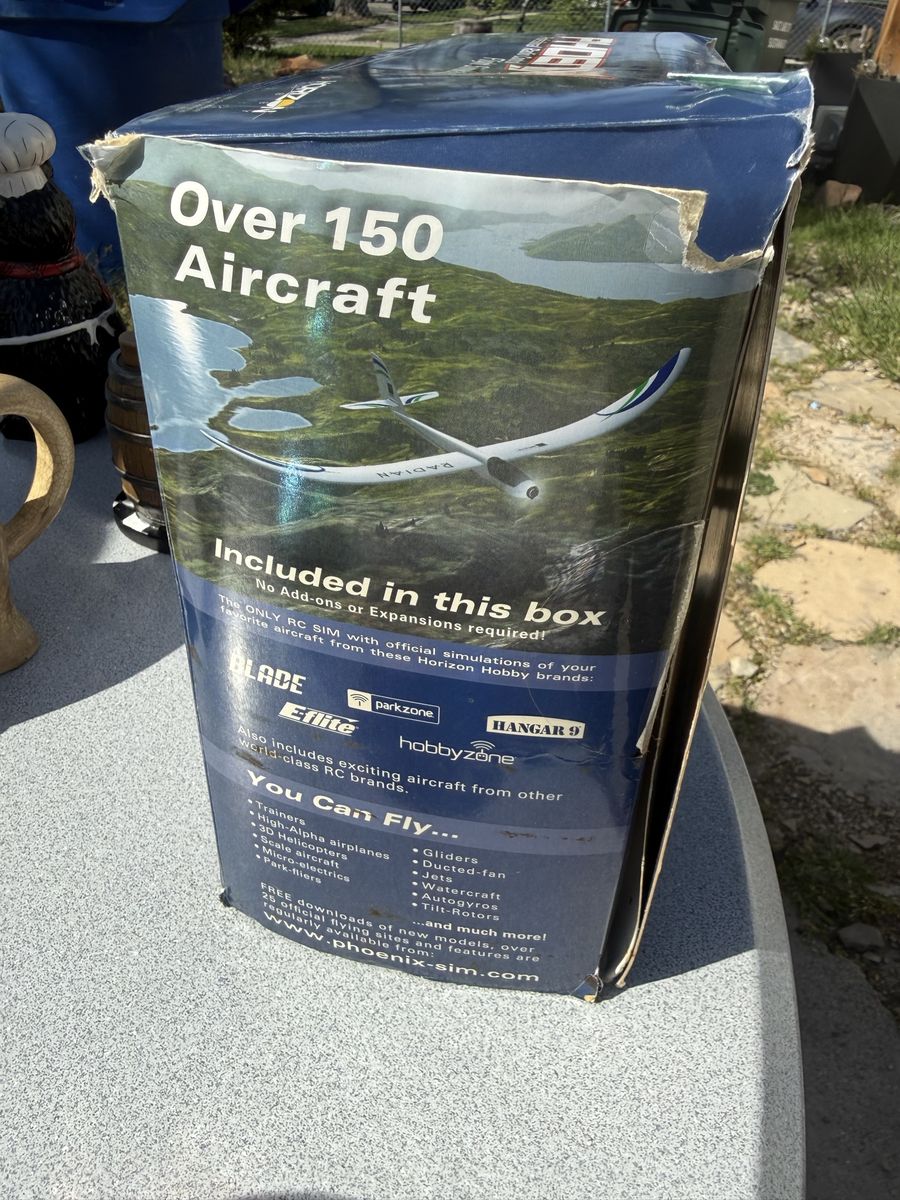 Over 150
Aircraft
RADIAN
Included in this box
No Add-ons or Expansions required!
The ONLY RC SIM with official simulations of your
favorite aircraft from these Horizon Hobby brands:
BLADE
parkzone
E-flite
HANGAR 9
hobbyzone
Also includes exciting aircraft from other
world-class RC brands.
You Can Fly...
• Trainers
• High-Alpha airplanes
• 3D Helicopters
• Scale aircraft
• Micro-electrics
• Park-fliers
• Gliders
• Ducted-fan
• Jets
• Watercraft
• Autogyros
• Tilt-Rotors
...and much more!
FREE downloads of new models, over
25 official flying sites and features are
regularly available from:
www.phoenix-sim.com